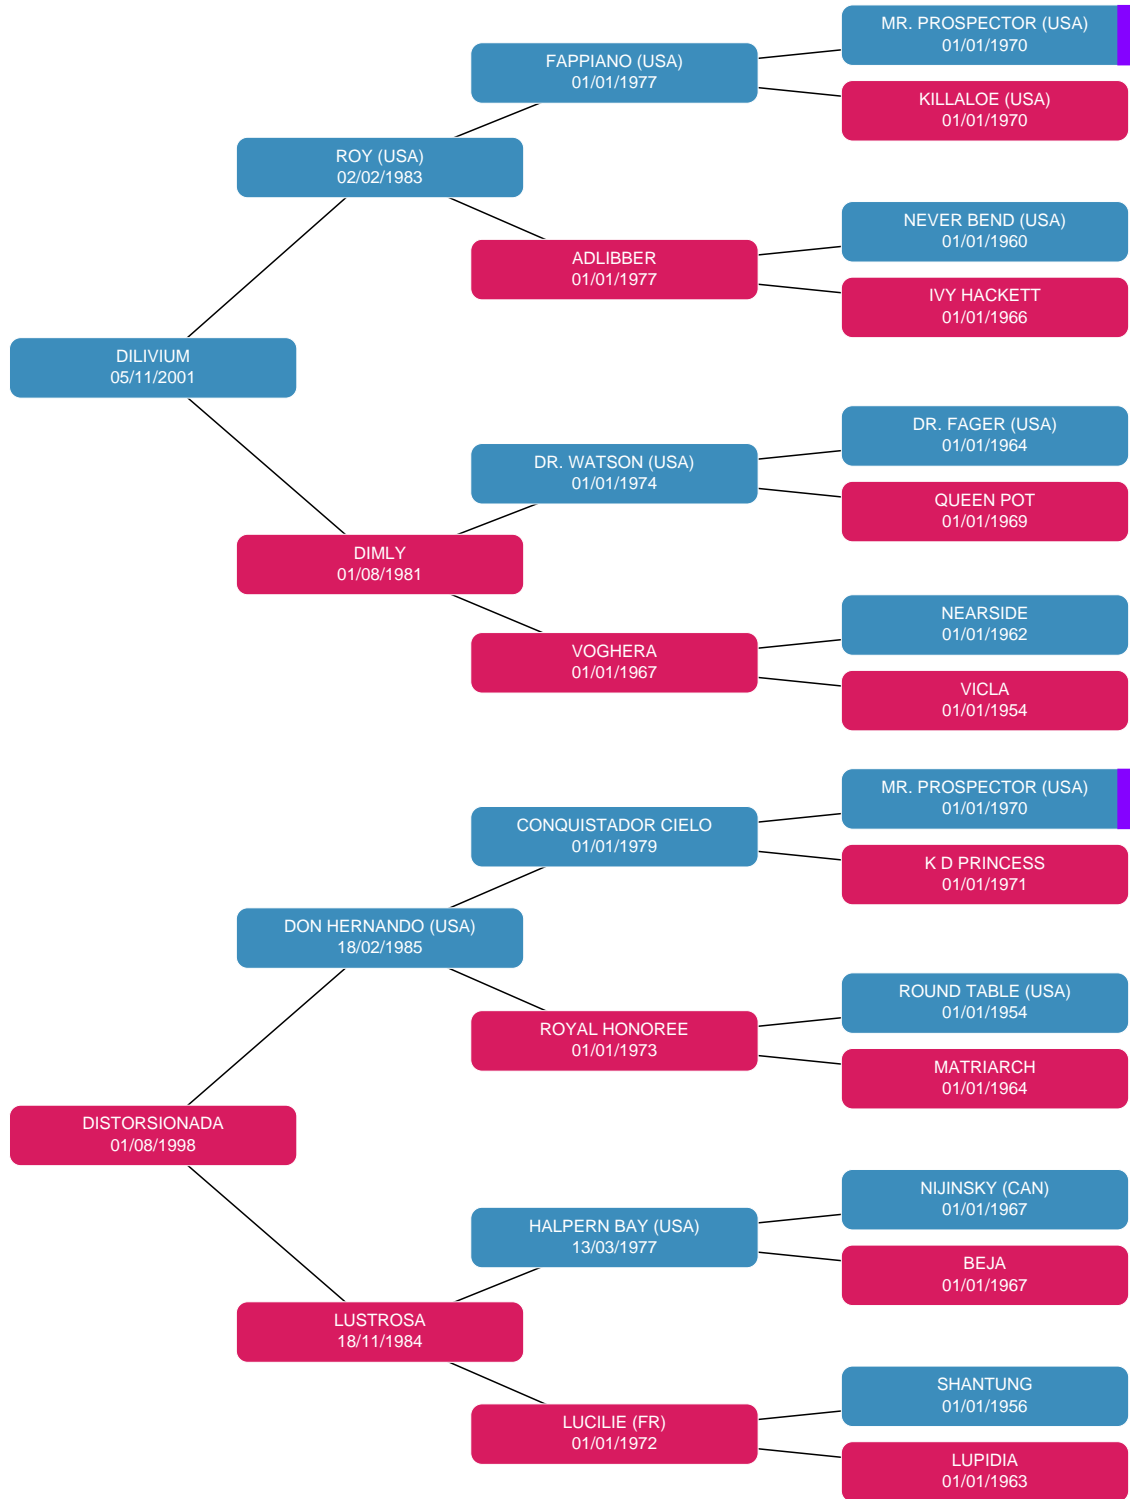 MR. PROSPECTOR (USA)
01/01/1970
FAPPIANO (USA)
01/01/1977
KILLALOE (USA)
01/01/1970
ROY (USA)
02/02/1983
NEVER BEND (USA)
01/01/1960
ADLIBBER
01/01/1977
IVY HACKETT
01/01/1966
DILIVIUM
05/11/2001
DR. FAGER (USA)
01/01/1964
DR. WATSON (USA)
01/01/1974
QUEEN POT
01/01/1969
DIMLY
01/08/1981
NEARSIDE
01/01/1962
VOGHERA
01/01/1967
VICLA
01/01/1954
MR. PROSPECTOR (USA)
01/01/1970
CONQUISTADOR CIELO
01/01/1979
K D PRINCESS
01/01/1971
DON HERNANDO (USA)
18/02/1985
ROUND TABLE (USA)
01/01/1954
ROYAL HONOREE
01/01/1973
MATRIARCH
01/01/1964
DISTORSIONADA
01/08/1998
NIJINSKY (CAN)
01/01/1967
HALPERN BAY (USA)
13/03/1977
BEJA
01/01/1967
LUSTROSA
18/11/1984
SHANTUNG
01/01/1956
LUCILIE (FR)
01/01/1972
LUPIDIA
01/01/1963